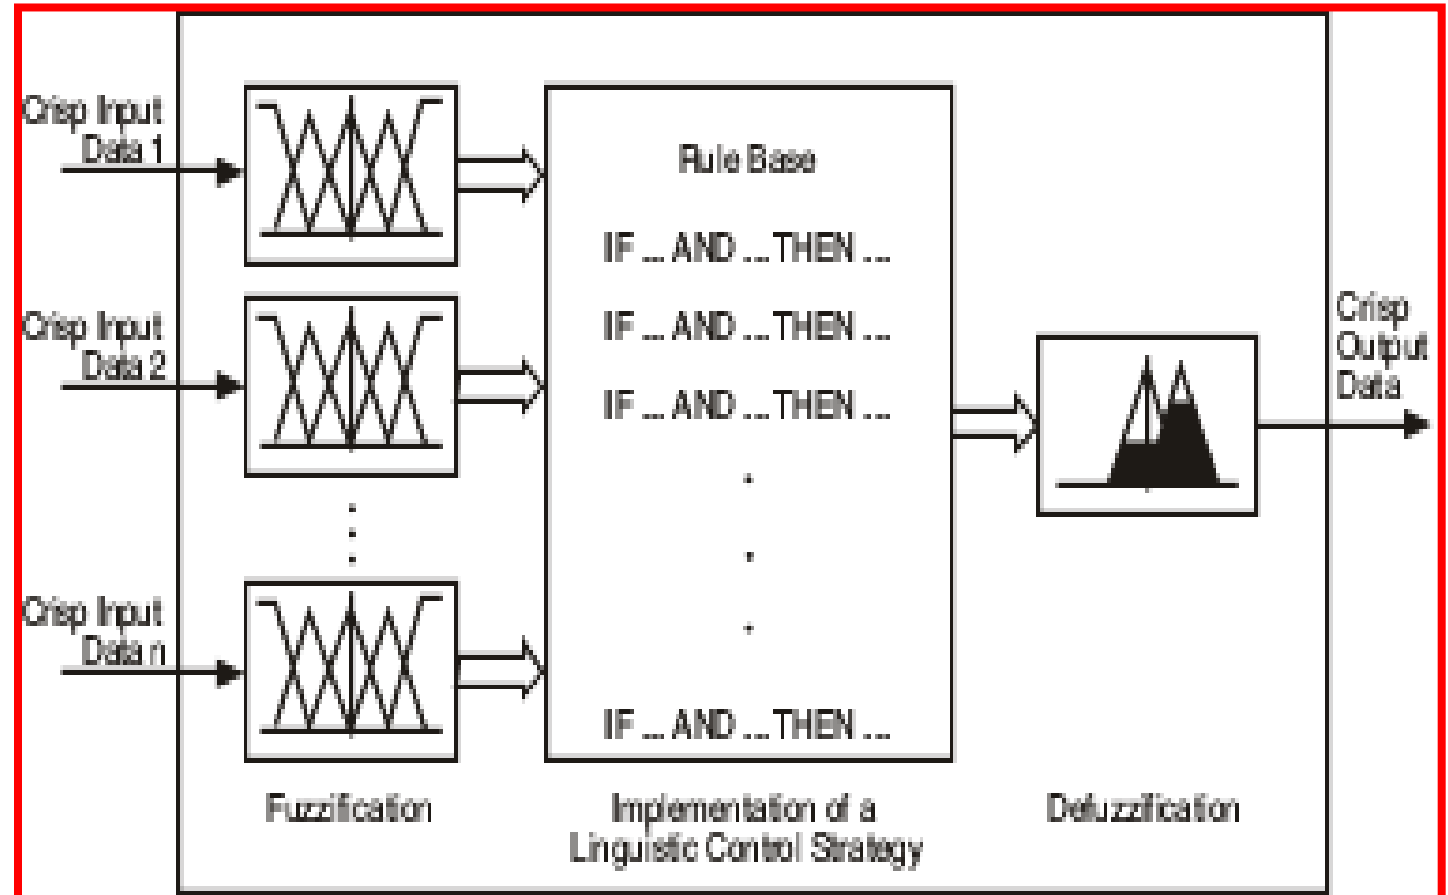 Crisp Input
Data 1
Crisp Input
Data 2
Crisp Input
Data n
Rule Base
IF ... AND ... THEN ...
IF ... AND ... THEN ...
IF ... AND ... THEN ...
IF ... AND ... THEN ...
Crisp
Output
Data
Fuzzification
Implementation of a
Linguistic Control Strategy
Defuzzification